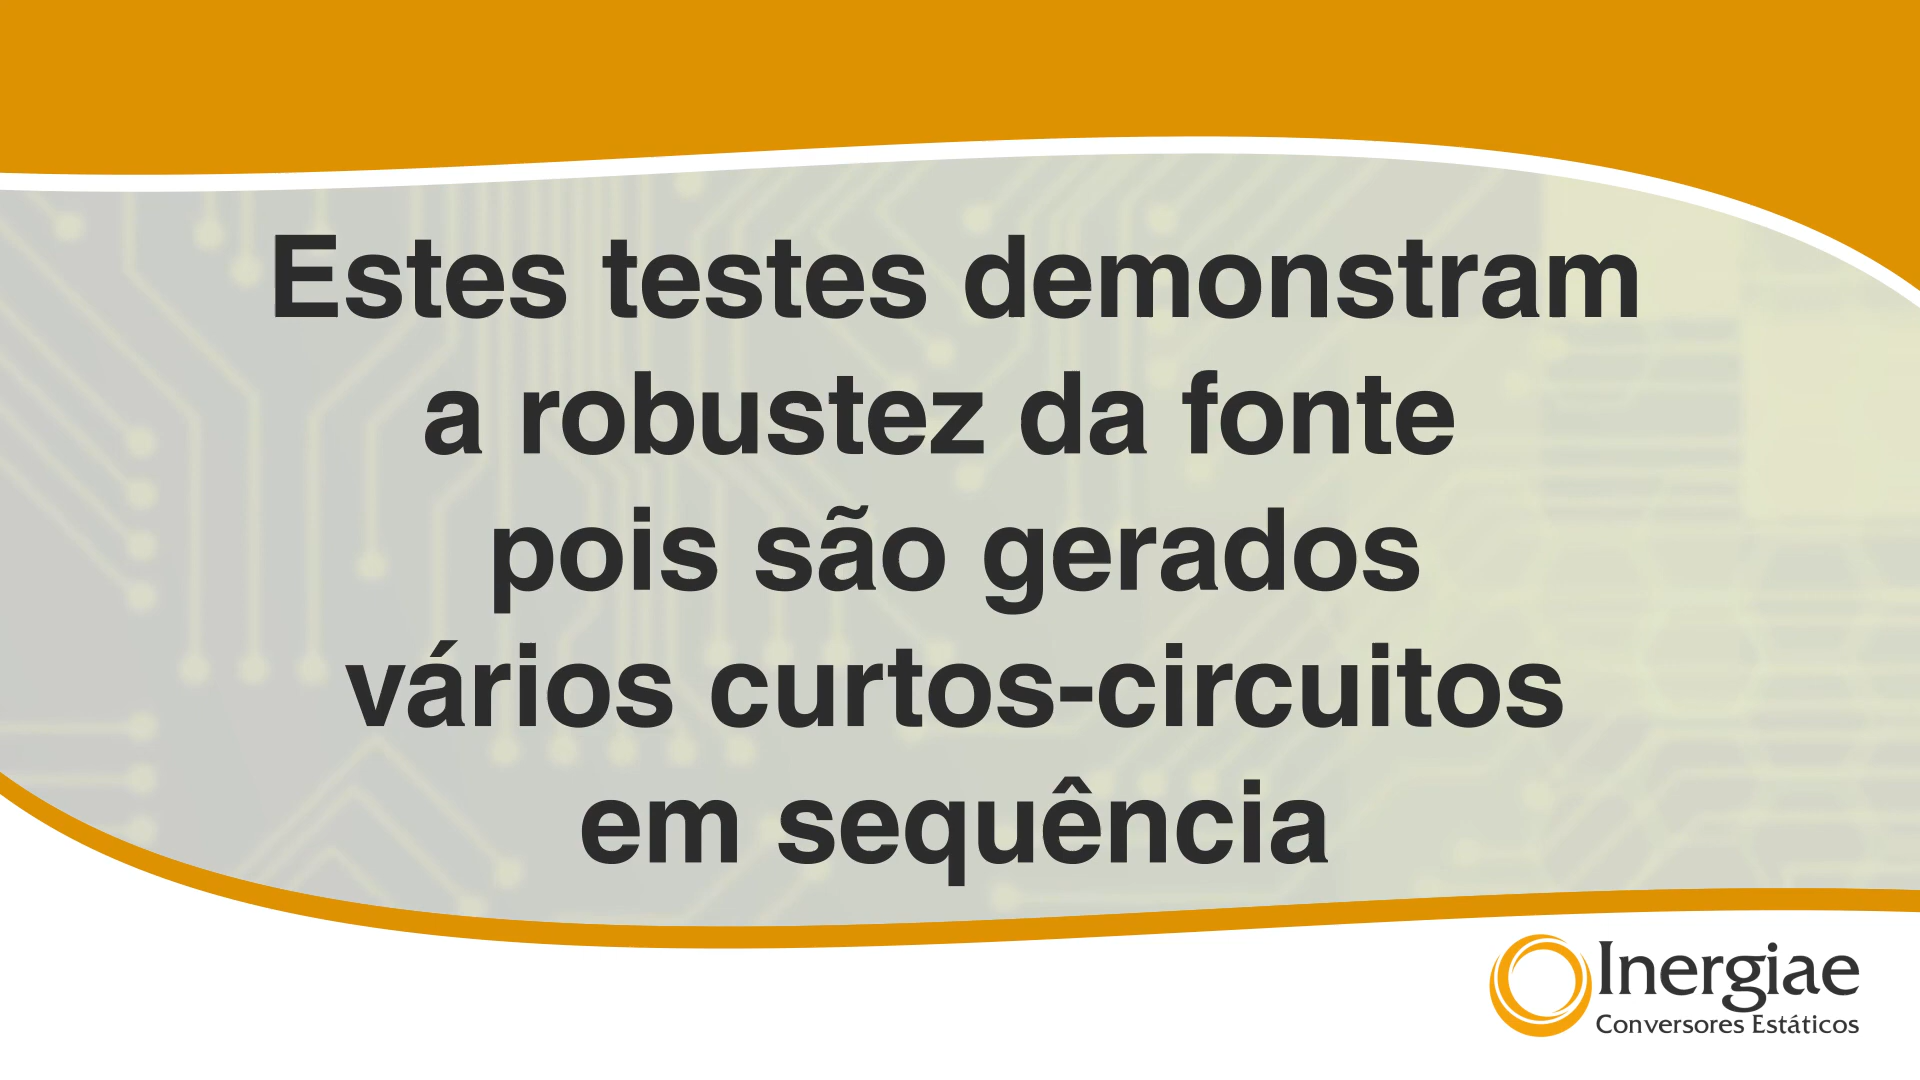 Estes testes demonstram
a robustez da fonte
pois são gerados
vários curtos-circuitos
em sequência
Inergiae
Conversores Estáticos